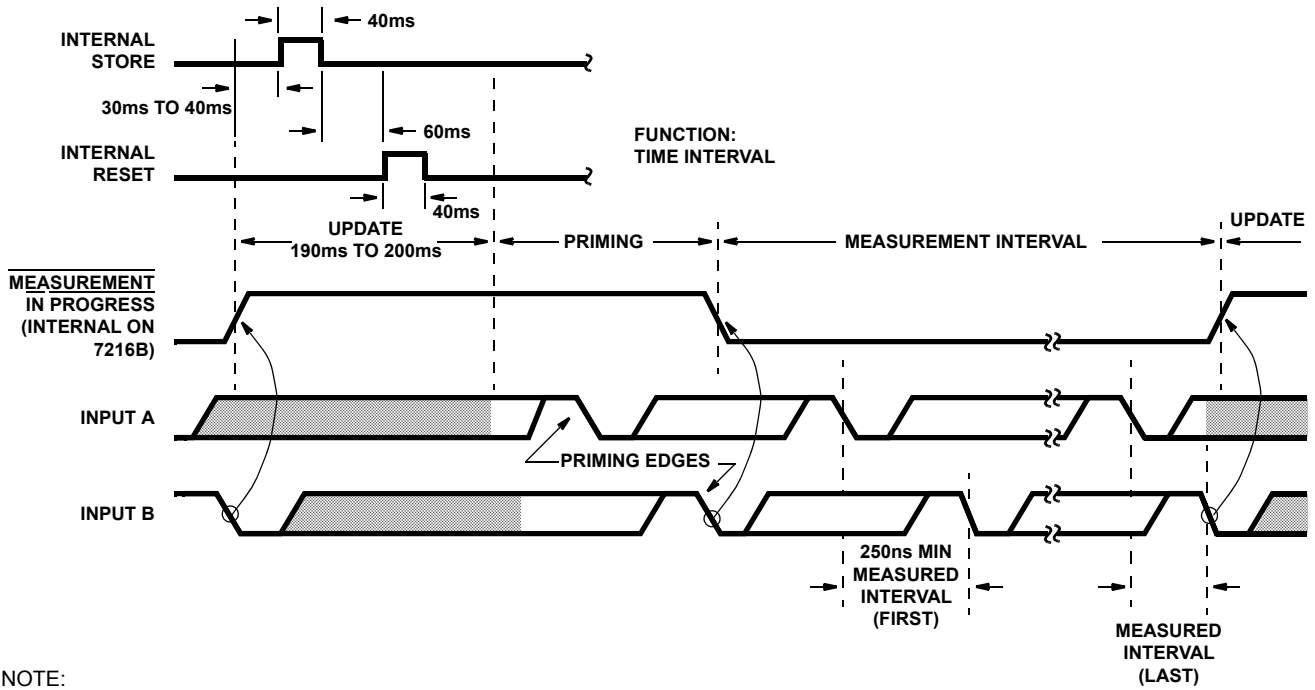 40ms
INTERNAL
STORE
30ms TO 40ms
60ms
FUNCTION:
TIME INTERVAL
INTERNAL
RESET
40ms
UPDATE
190ms TO 200ms
PRIMING
MEASUREMENT INTERVAL
UPDATE
MEASUREMENT
IN PROGRESS
(INTERNAL ON
7216B)
INPUT A
PRIMING EDGES
INPUT B
250ns MIN
MEASURED
INTERVAL
(FIRST)
MEASURED
INTERVAL
(LAST)
NOTE: